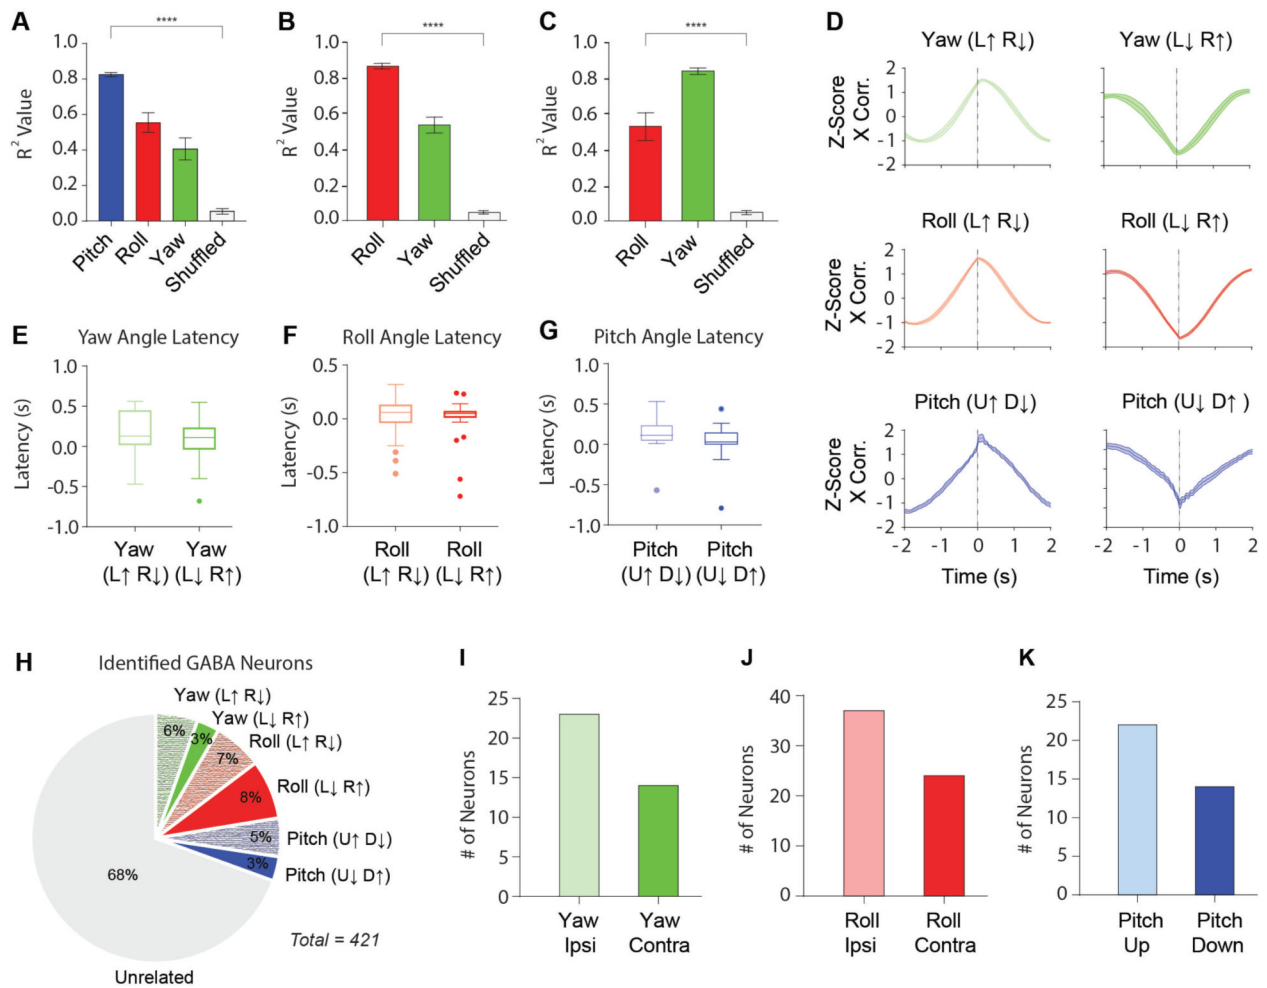 A
****
1.0
0.8
0.6
0.4
0.2
0.0
R² Value
Pitch
Roll
Yaw
Shuffled
B
****
1.0
0.8
0.6
0.4
0.2
0.0
R² Value
Roll
Yaw
Shuffled
C
****
1.0
0.8
0.6
0.4
0.2
0.0
R² Value
Roll
Yaw
Shuffled
D
Yaw (L↑ R↓)
Yaw (L↓ R↑)
Z-Score
X Corr.
2
1
0
-1
-2
Roll (L↑ R↓)
Roll (L↓ R↑)
Z-Score
X Corr.
2
1
0
-1
-2
Pitch (U↑ D↓)
Pitch (U↓ D↑ )
Z-Score
X Corr.
2
1
0
-1
-2
-2 -1 0 1 2
-2 -1 0 1 2
Time (s)
Time (s)
E
Yaw Angle Latency
1.0
0.5
0.0
-0.5
-1.0
Latency (s)
Yaw
(L↑ R↓)
Yaw
(L↓ R↑)
F
Roll Angle Latency
0.5
0.0
-0.5
-1.0
Latency (s)
Roll
(L↑ R↓)
Roll
(L↓ R↑)
G
Pitch Angle Latency
1.0
0.5
0.0
-0.5
-1.0
Latency (s)
Pitch
(U↑ D↓)
Pitch
(U↓ D↑)
H
Identified GABA Neurons
Yaw (L↑ R↓)
6%
Yaw (L↓ R↑)
3%
Roll (L↑ R↓)
7%
Roll (L↓ R↑)
8%
Pitch (U↑ D↓)
5%
Pitch (U↓ D↑)
3%
68%
Total = 421
Unrelated
I
25
20
15
10
5
0
# of Neurons
Yaw
Ipsi
Yaw
Contra
J
40
30
20
10
0
# of Neurons
Roll
Ipsi
Roll
Contra
K
25
20
15
10
5
0
# of Neurons
Pitch
Up
Pitch
Down